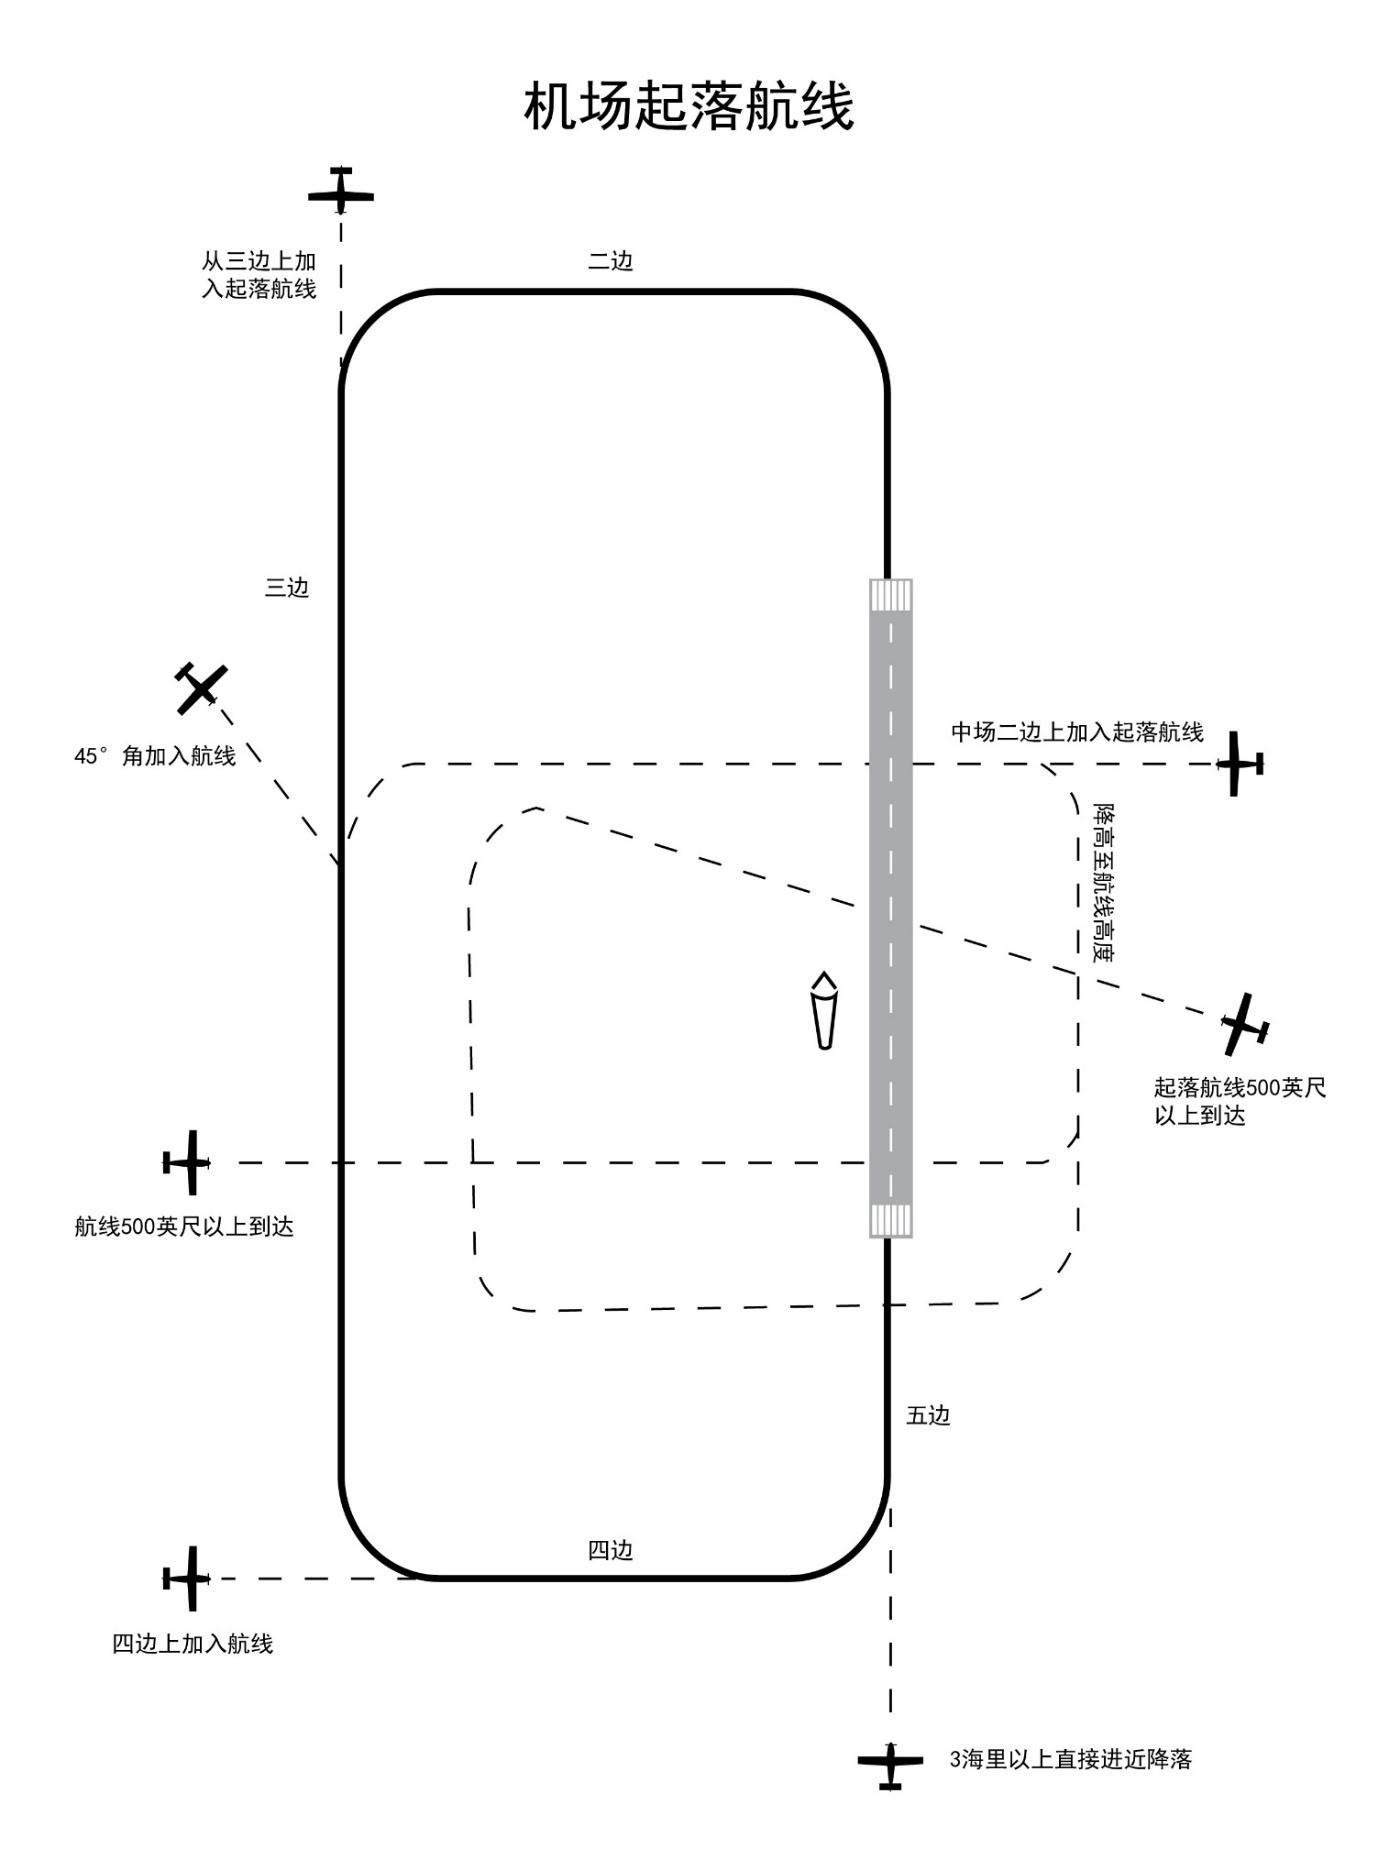 机场起落航线
从三边上加
入起落航线
二边
三边
45°角加入航线
中场二边上加入起落航线
降高至航线高度
起落航线500英尺
以上到达
航线500英尺以上到达
五边
四边
四边上加入航线
3海里以上直接进近降落